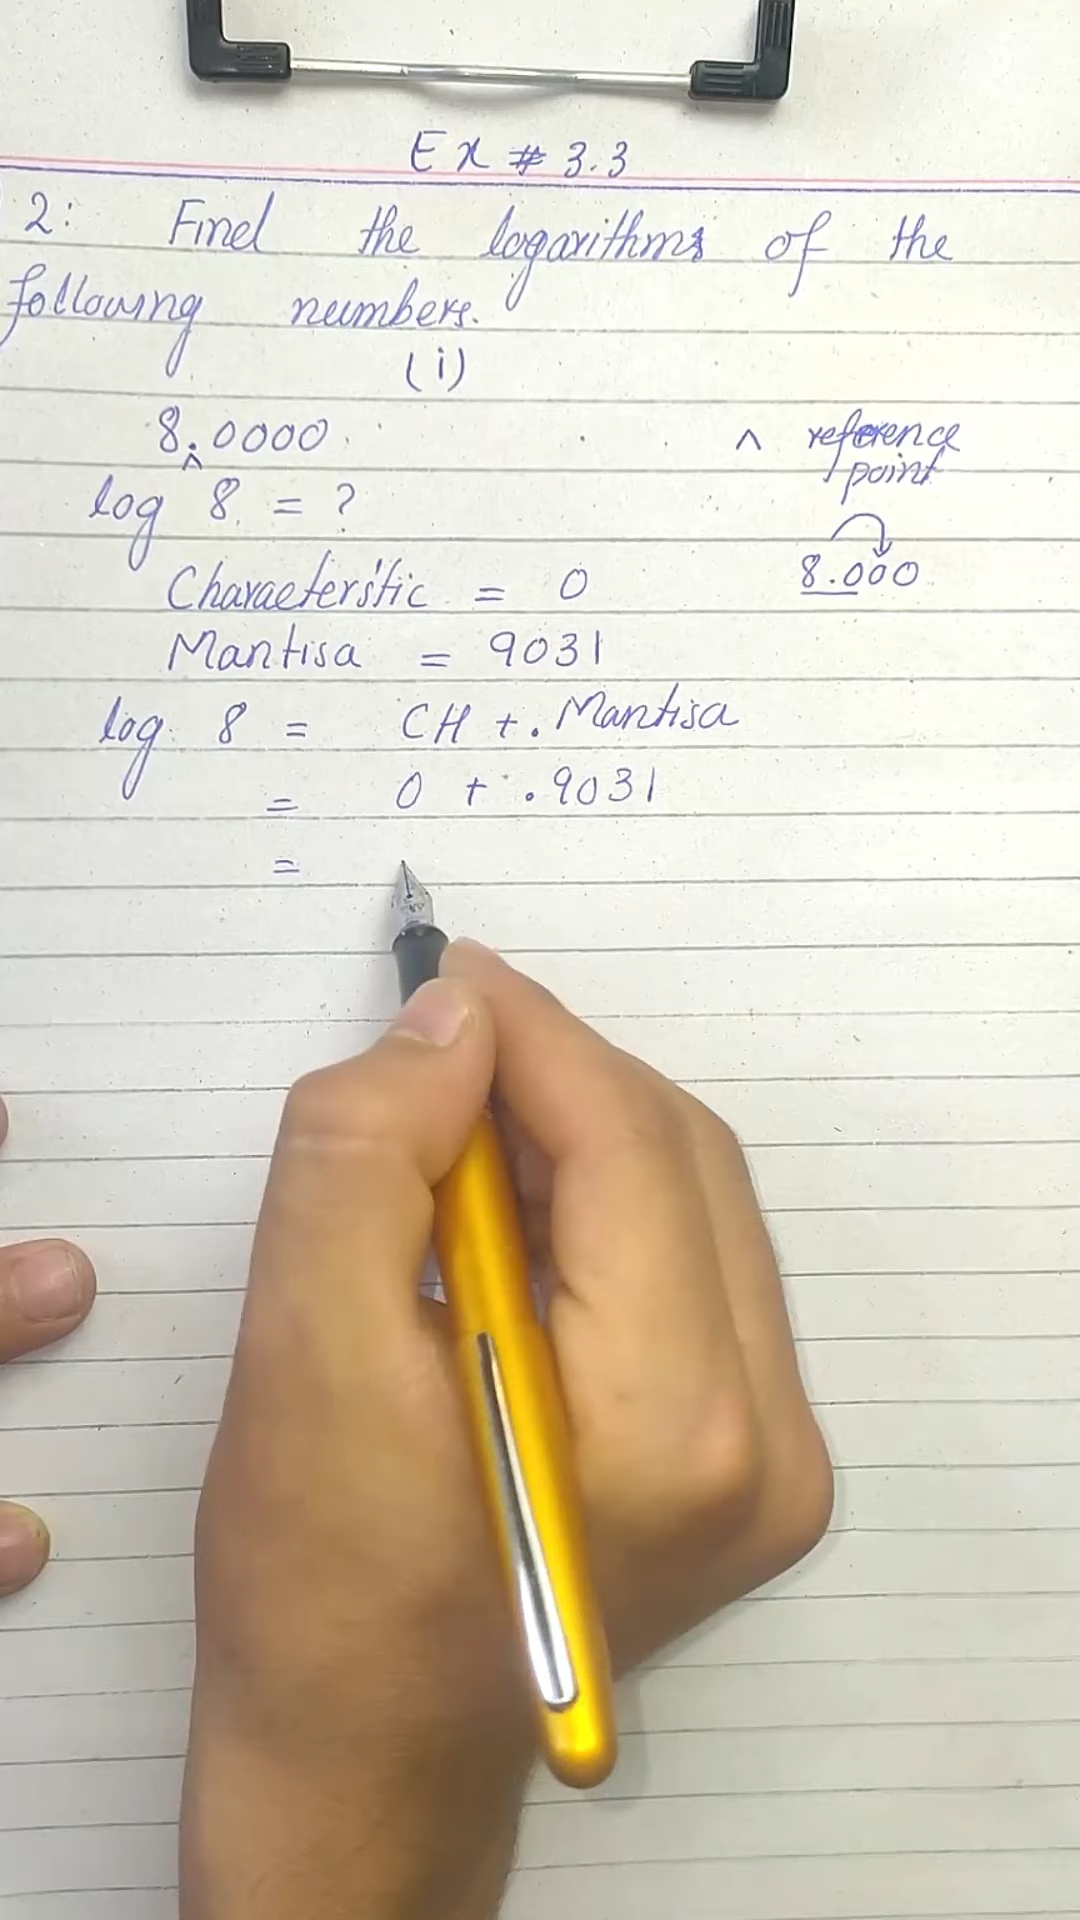 Ex # 3.3
2: Find the logarithms of the
following numbers.
(i)
8.0000
^
^ reference
point
log 8 = ?
8.000
Characterstic = 0
Mantisa = 9031
log 8 = CH + . Mantisa
= 0 + .9031
=